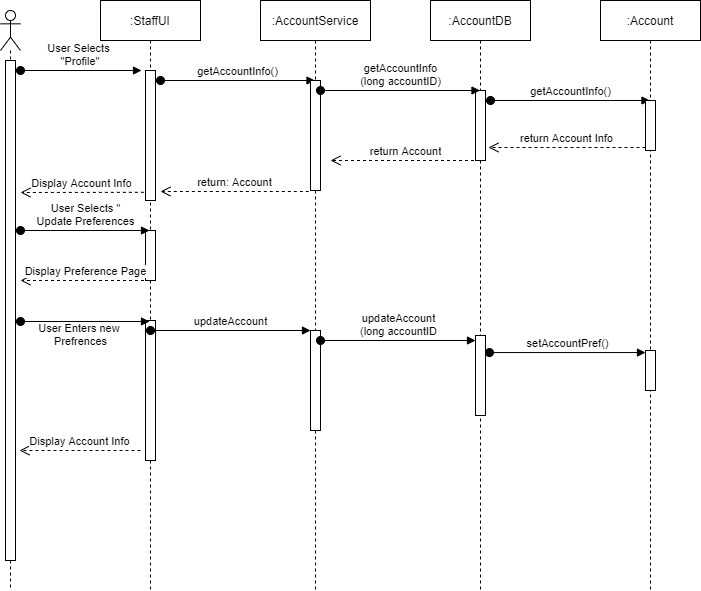 :StaffUI
:AccountService
:AccountDB
:Account
User Selects
"Profile"
getAccountInfo()
getAccountInfo
(long accountID)
getAccountInfo()
return Account Info
return Account
return: Account
Display Account Info
User Selects "
Update Preferences
Display Preference Page
User Enters new
Prefrences
updateAccount
updateAccount
(long accountID
setAccountPref()
Display Account Info